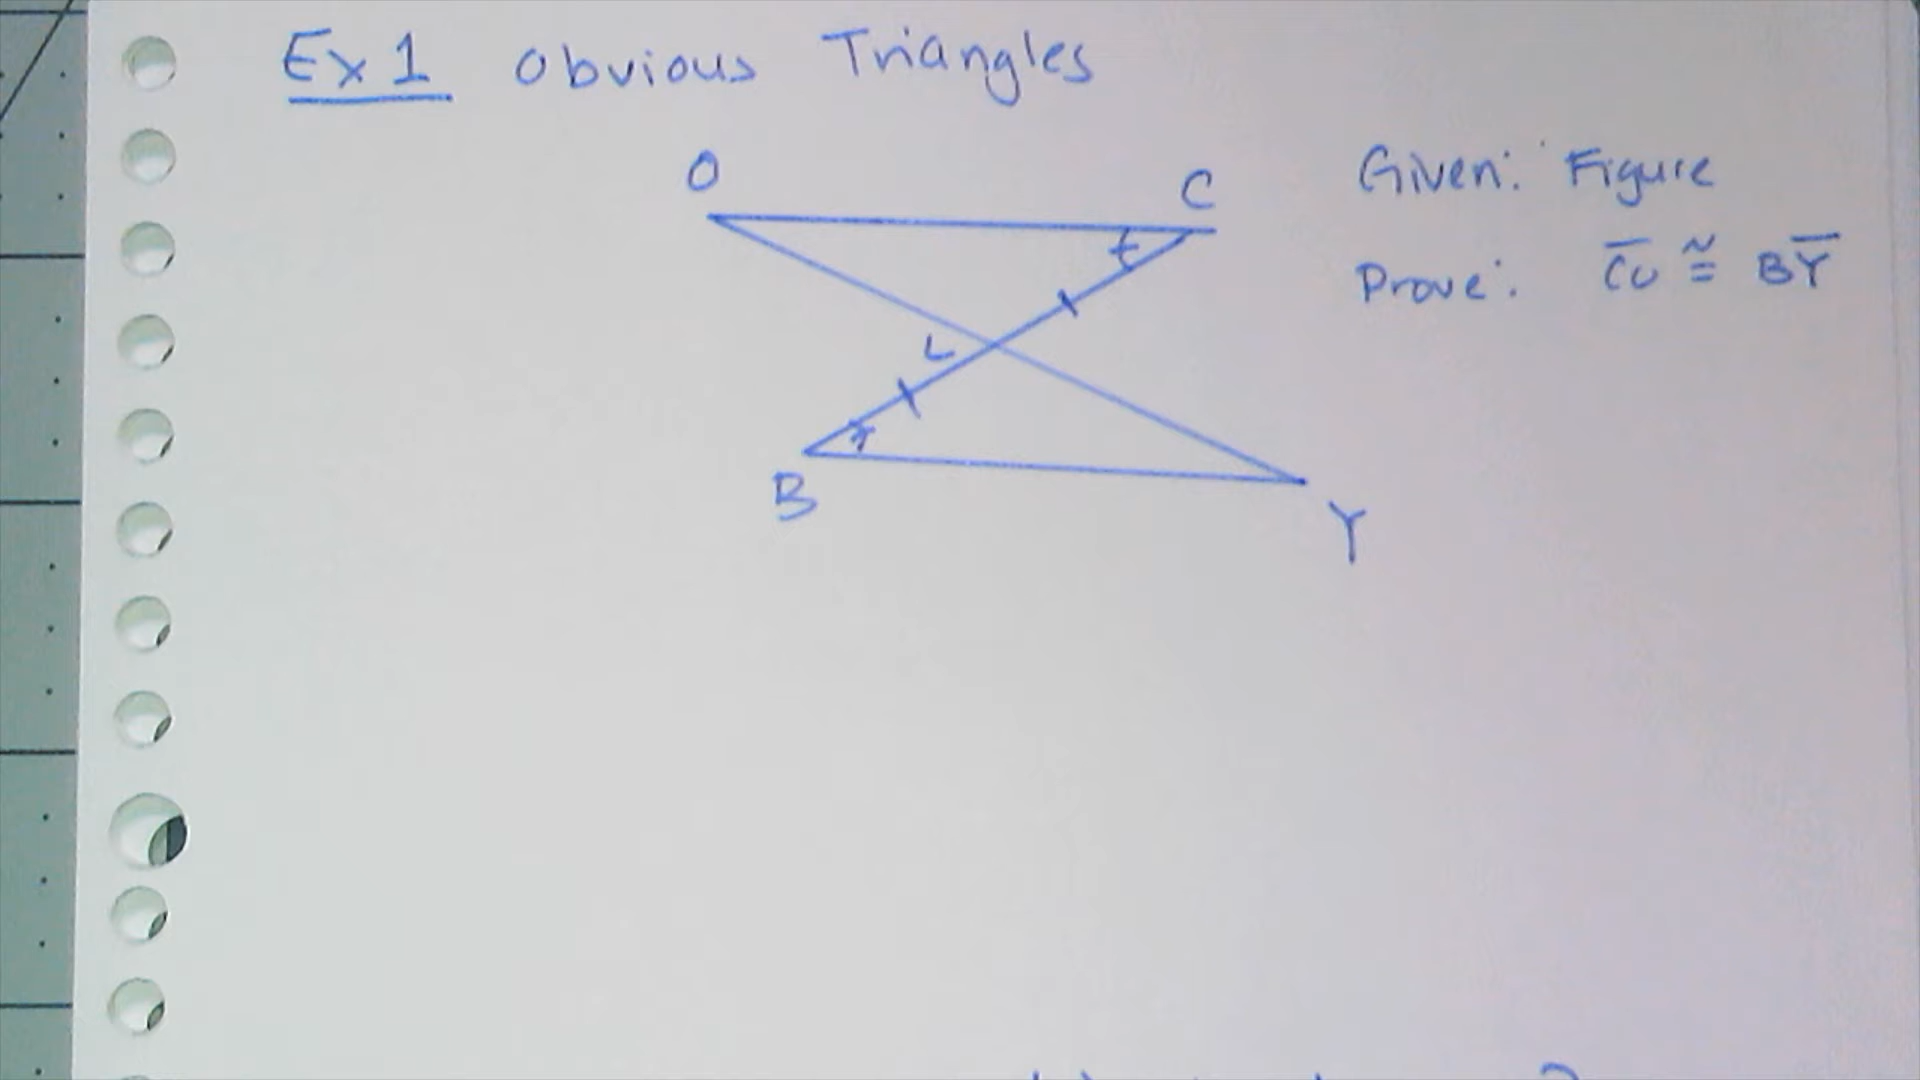 Ex 1 Obvious Triangles
O
C
Given: Figure
Prove: CO ≅ BY
L
B
Y